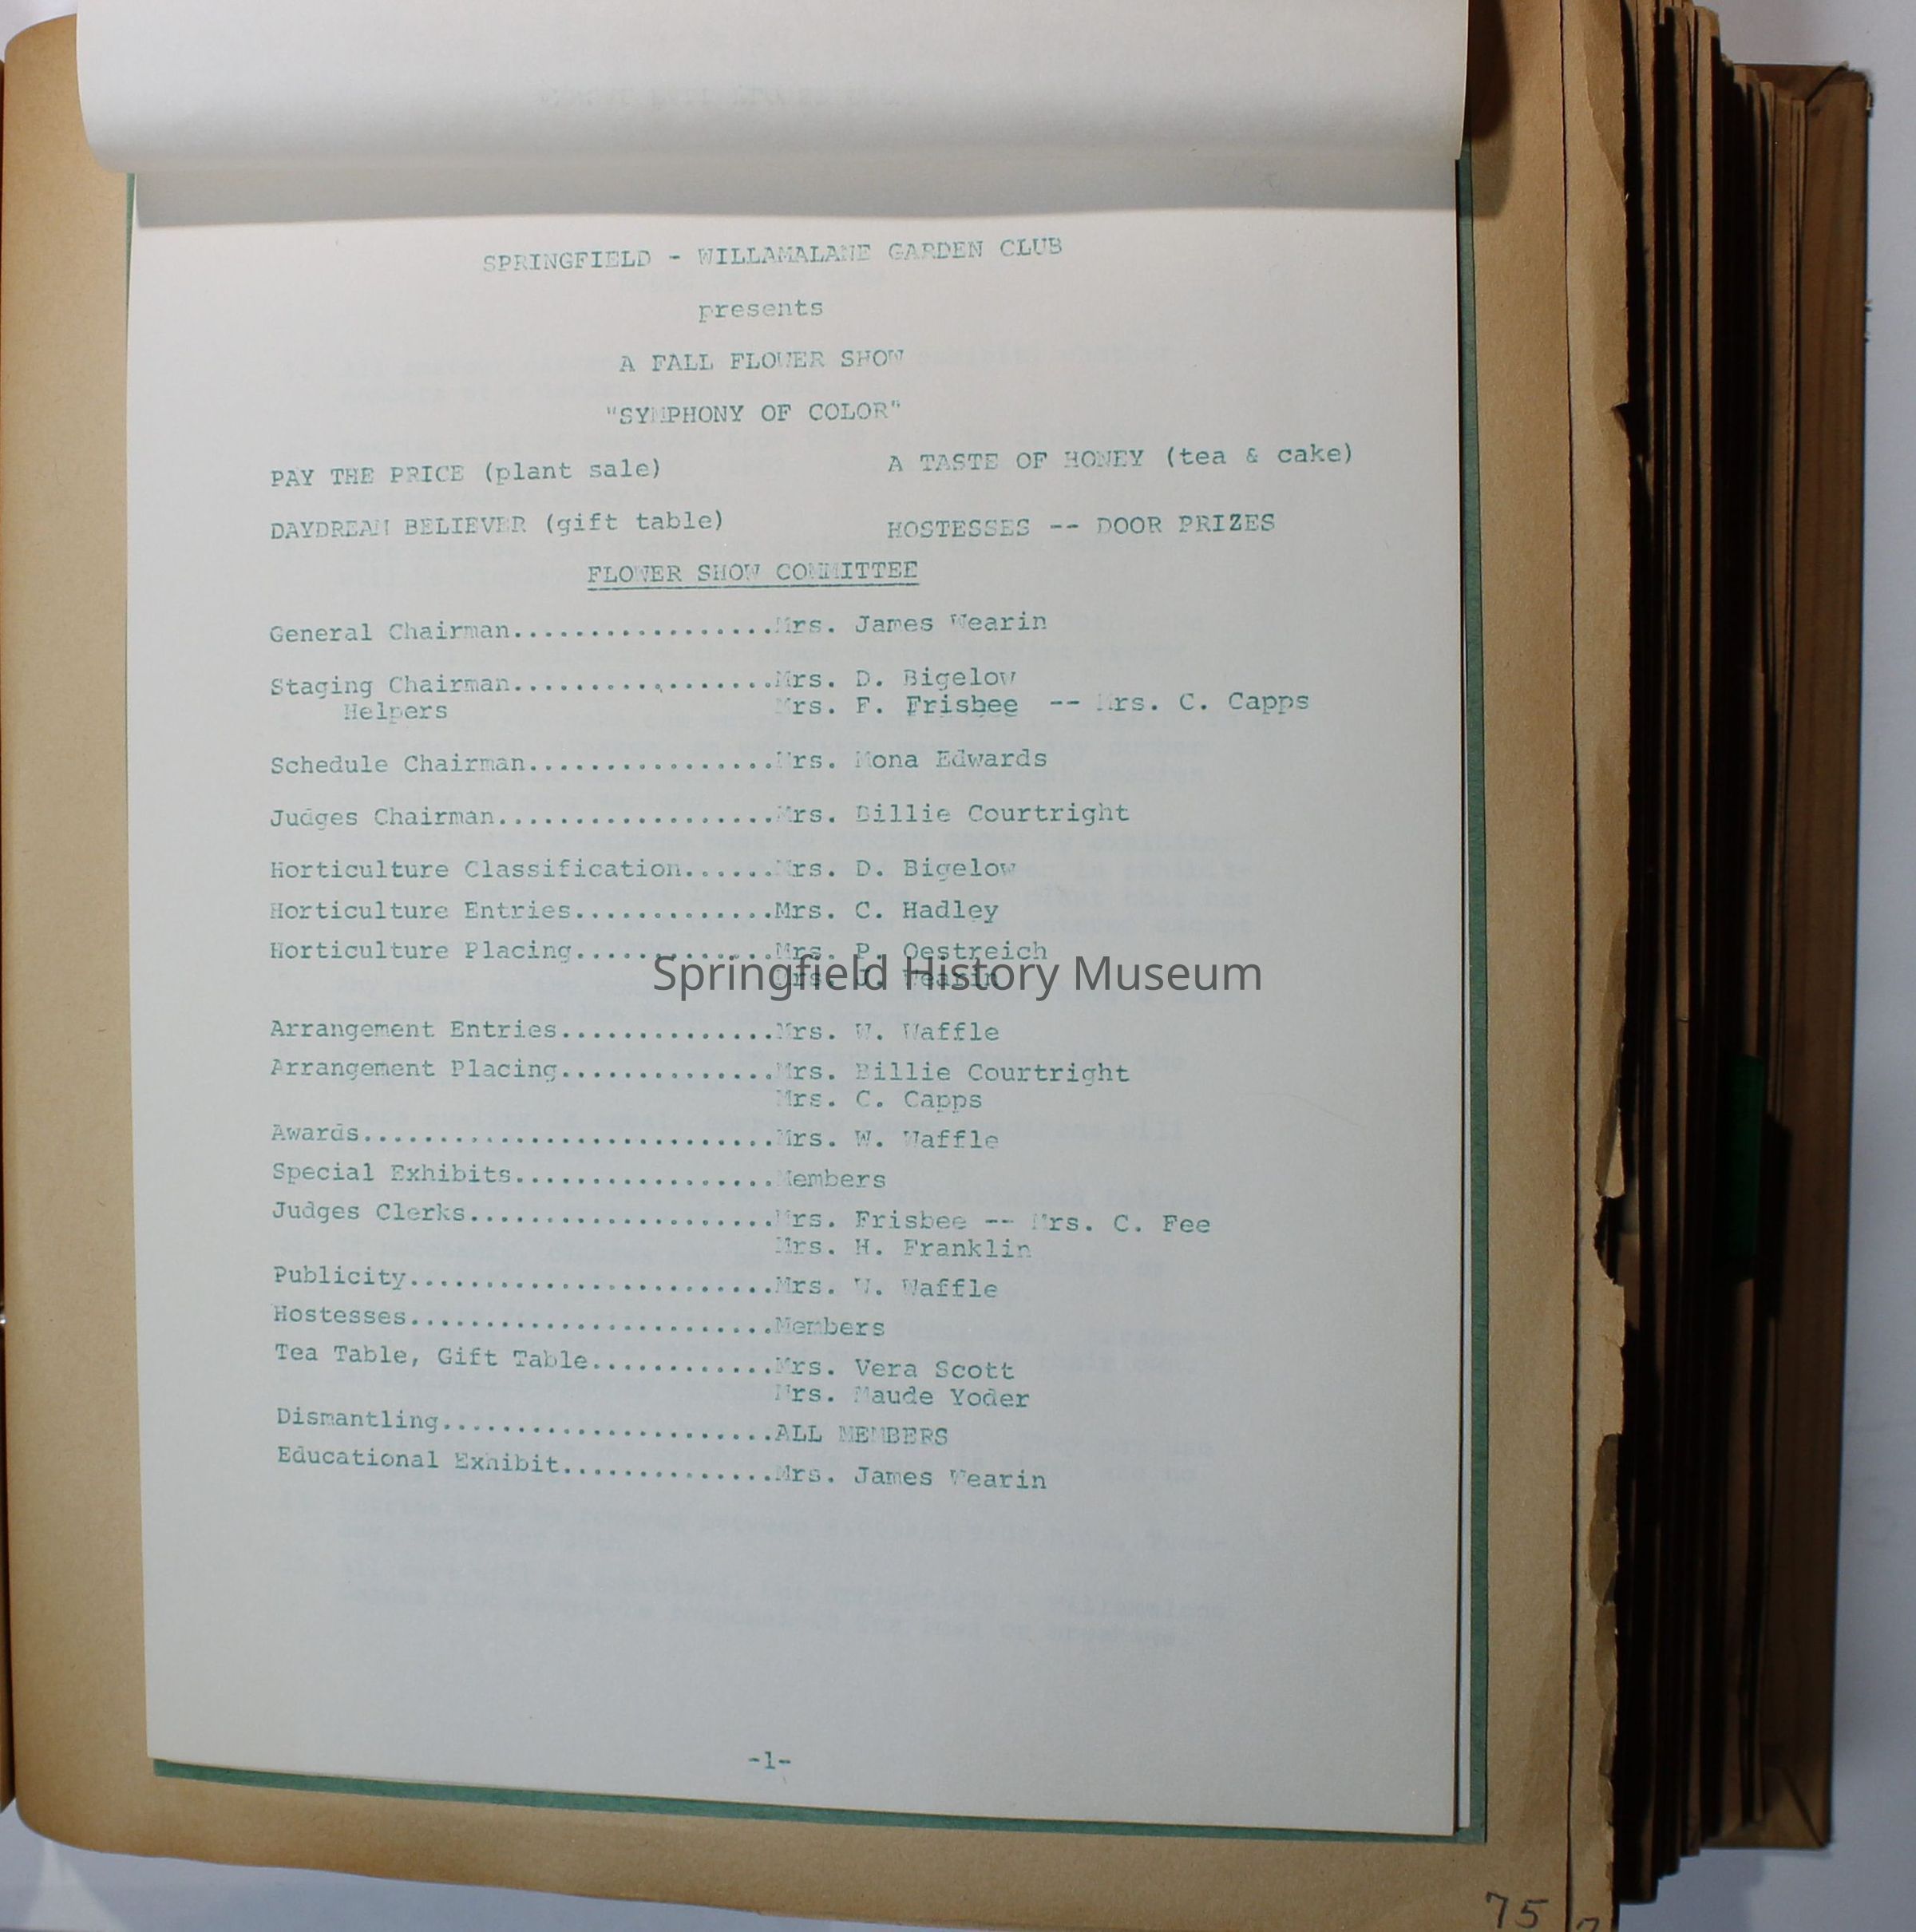 SPRINGFIELD - WILLAMALANE GARDEN CLUB
presents
A FALL FLOWER SHOW
"SYMPHONY OF COLOR"
PAY THE PRICE (plant sale) A TASTE OF HONEY (tea & cake)
DAYDREAM BELIEVER (gift table) HOSTESSES -- DOOR PRIZES
FLOWER SHOW COMMITTEE
General Chairman.................Mrs. James Wearin
Staging Chairman.................Mrs. D. Bigelow
Helpers Mrs. F. Frisbee -- Mrs. C. Capps
Schedule Chairman................Mrs. Mona Edwards
Judges Chairman..................Mrs. Billie Courtright
Horticulture Classification......Mrs. D. Bigelow
Horticulture Entries.............Mrs. C. Hadley
Horticulture Placing.............Mrs. P. Oestreich
Mrs. J. Wearin
Springfield History Museum
Arrangement Entries..............Mrs. W. Waffle
Arrangement Placing..............Mrs. Billie Courtright
Mrs. C. Capps
Awards...........................Mrs. W. Waffle
Special Exhibits.................Members
Judges Clerks....................Mrs. Frisbee -- Mrs. C. Fee
Mrs. H. Franklin
Publicity........................Mrs. W. Waffle
Hostesses........................Members
Tea Table, Gift Table............Mrs. Vera Scott
Mrs. Maude Yoder
Dismantling......................ALL MEMBERS
Educational Exhibit..............Mrs. James Wearin
-1-
75